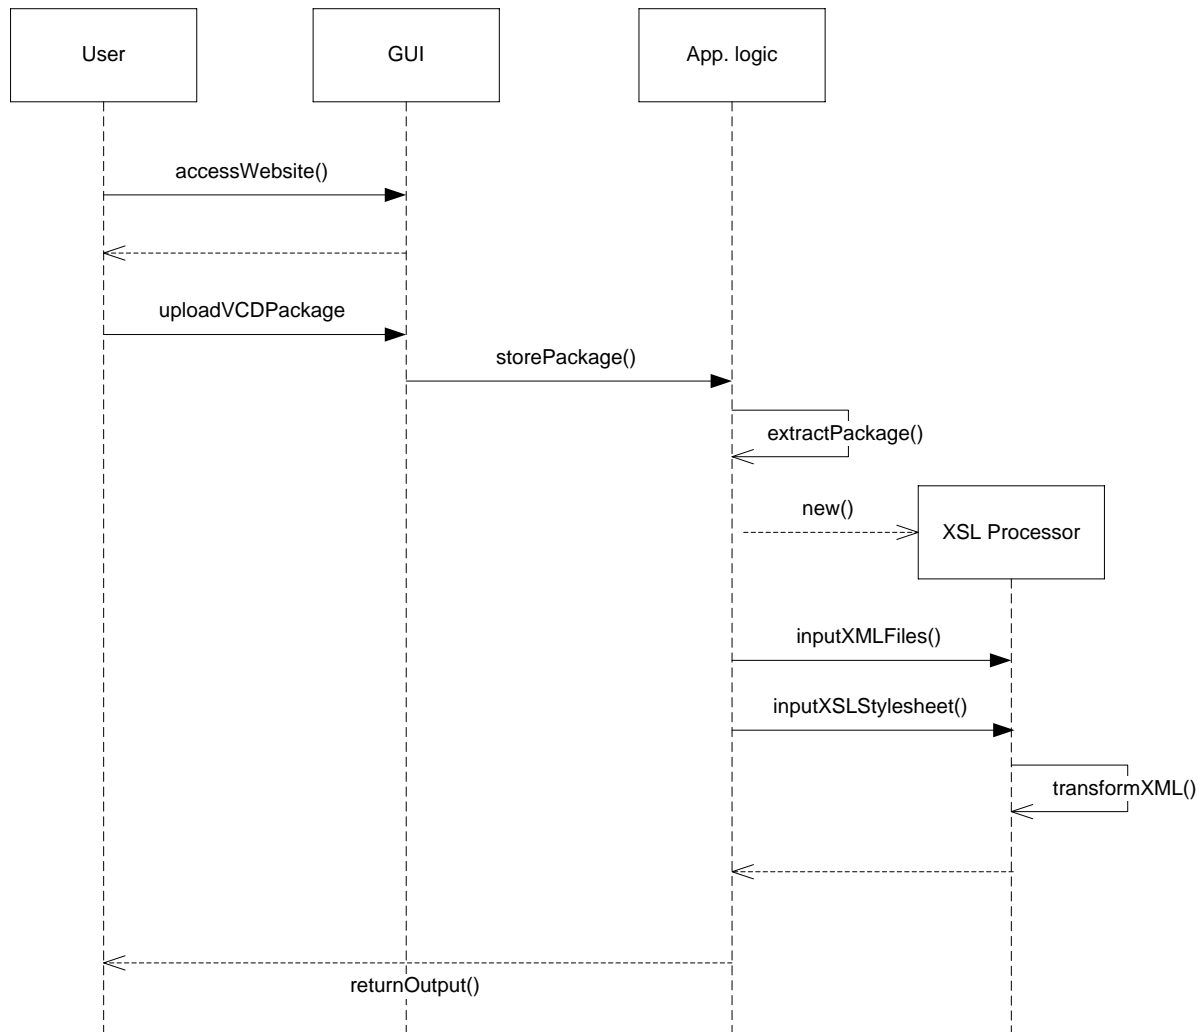 User
GUI
App. logic
accessWebsite()
uploadVCDPackage
storePackage()
extractPackage()
new()
XSL Processor
inputXMLFiles()
inputXSLStylesheet()
transformXML()
returnOutput()